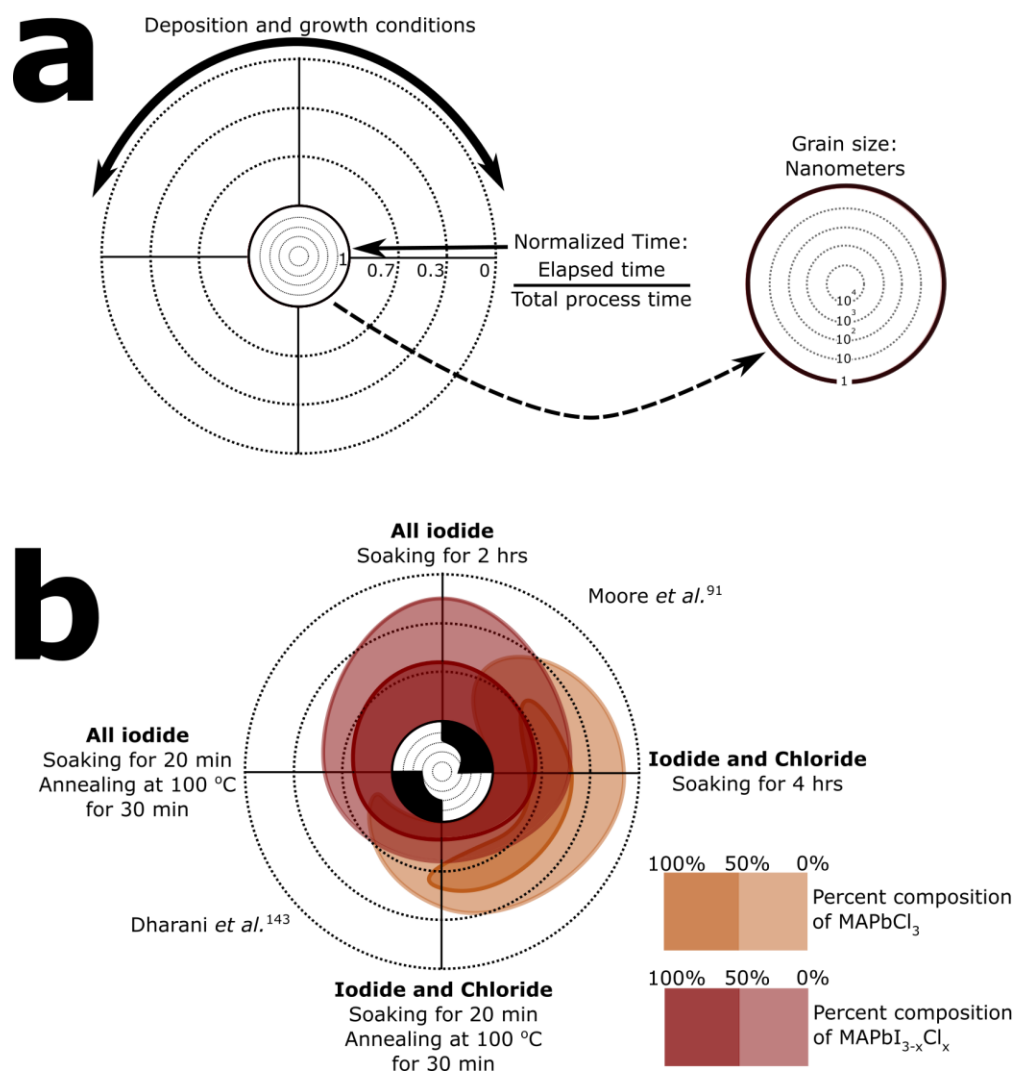 a
Deposition and growth conditions
Grain size:
Nanometers
Normalized Time:
Elapsed time
Total process time
1 0.7 0.3 0
10⁴
10³
10²
10
1
b
All iodide
Soaking for 2 hrs
Moore et al.⁹¹
All iodide
Soaking for 20 min
Annealing at 100 °C
for 30 min
Iodide and Chloride
Soaking for 4 hrs
Dharani et al.¹⁴³
Iodide and Chloride
Soaking for 20 min
Annealing at 100 °C
for 30 min
100% 50% 0%
Percent composition
of MAPbCl₃
100% 50% 0%
Percent composition
of MAPbI₃₋ₓClₓ